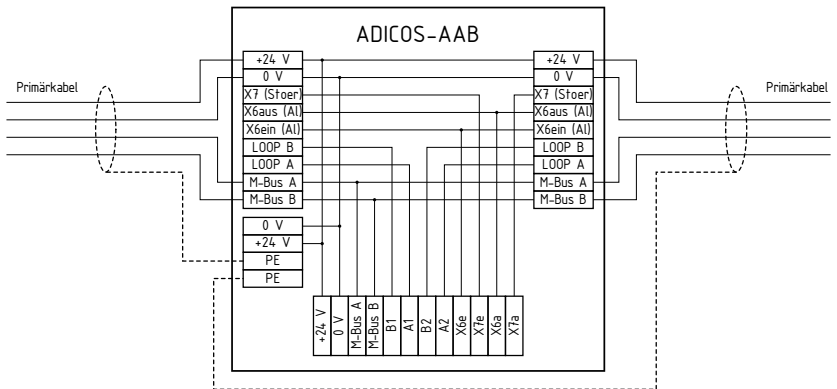 ADICOS-AAB
Primärkabel
Primärkabel
+24 V
0 V
X7 (Stoer)
X6aus (Al)
X6ein (Al)
LOOP B
LOOP A
M-Bus A
M-Bus B
+24 V
0 V
X7 (Stoer)
X6aus (Al)
X6ein (Al)
LOOP B
LOOP A
M-Bus A
M-Bus B
0 V
+24 V
PE
PE
+24 V
0 V
M-Bus A
M-Bus B
B1
A1
B2
A2
X6e
X7e
X6a
X7a